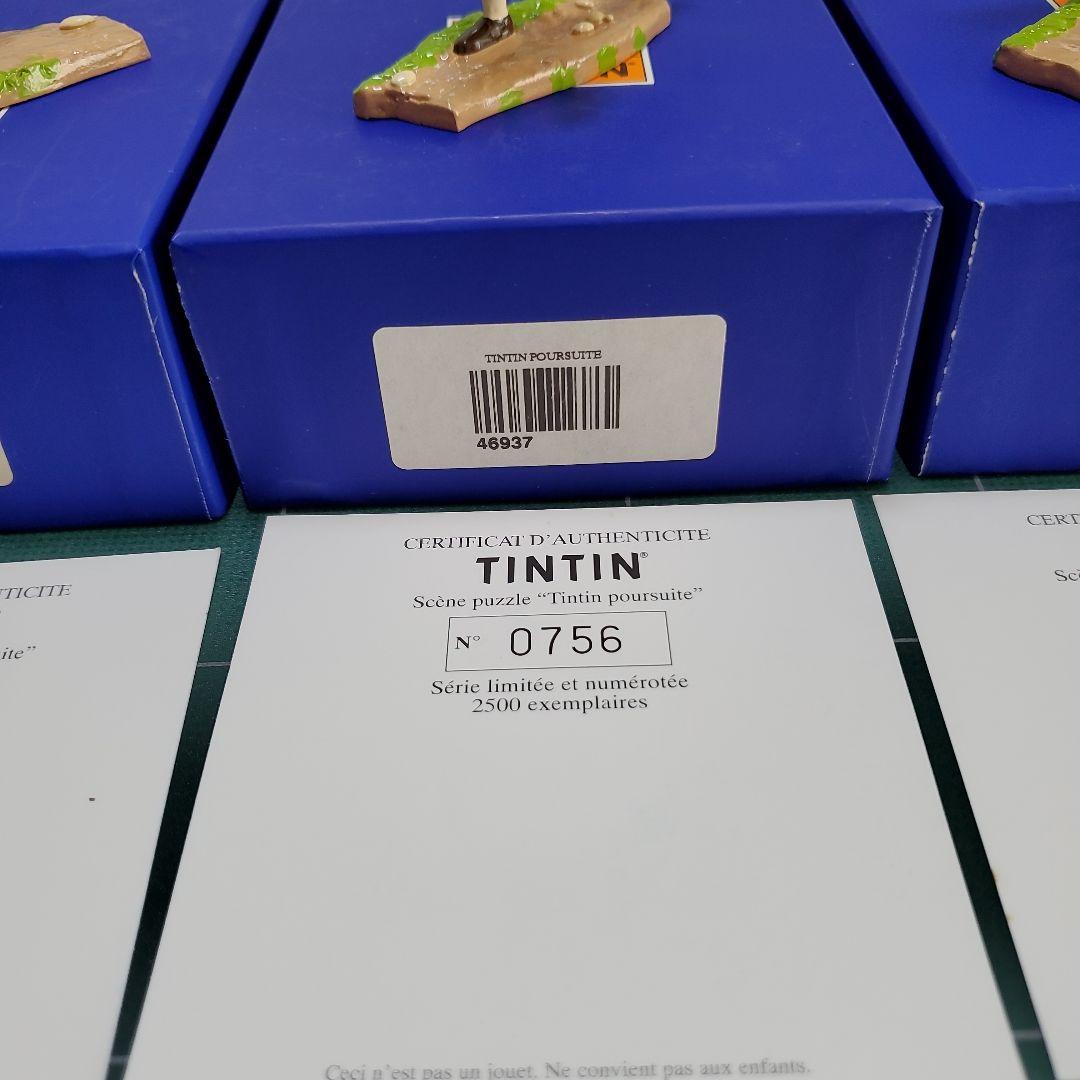 TINTIN POURSUITE
46937
CERTIFICAT D'AUTHENTICITE
TINTIN®
Scène puzzle “Tintin poursuite”
N° 0756
Série limitée et numérotée
2500 exemplaires
Ceci n'est pas un jouet. Ne convient pas aux enfants.
TICITE
ite”
CERT
Scè